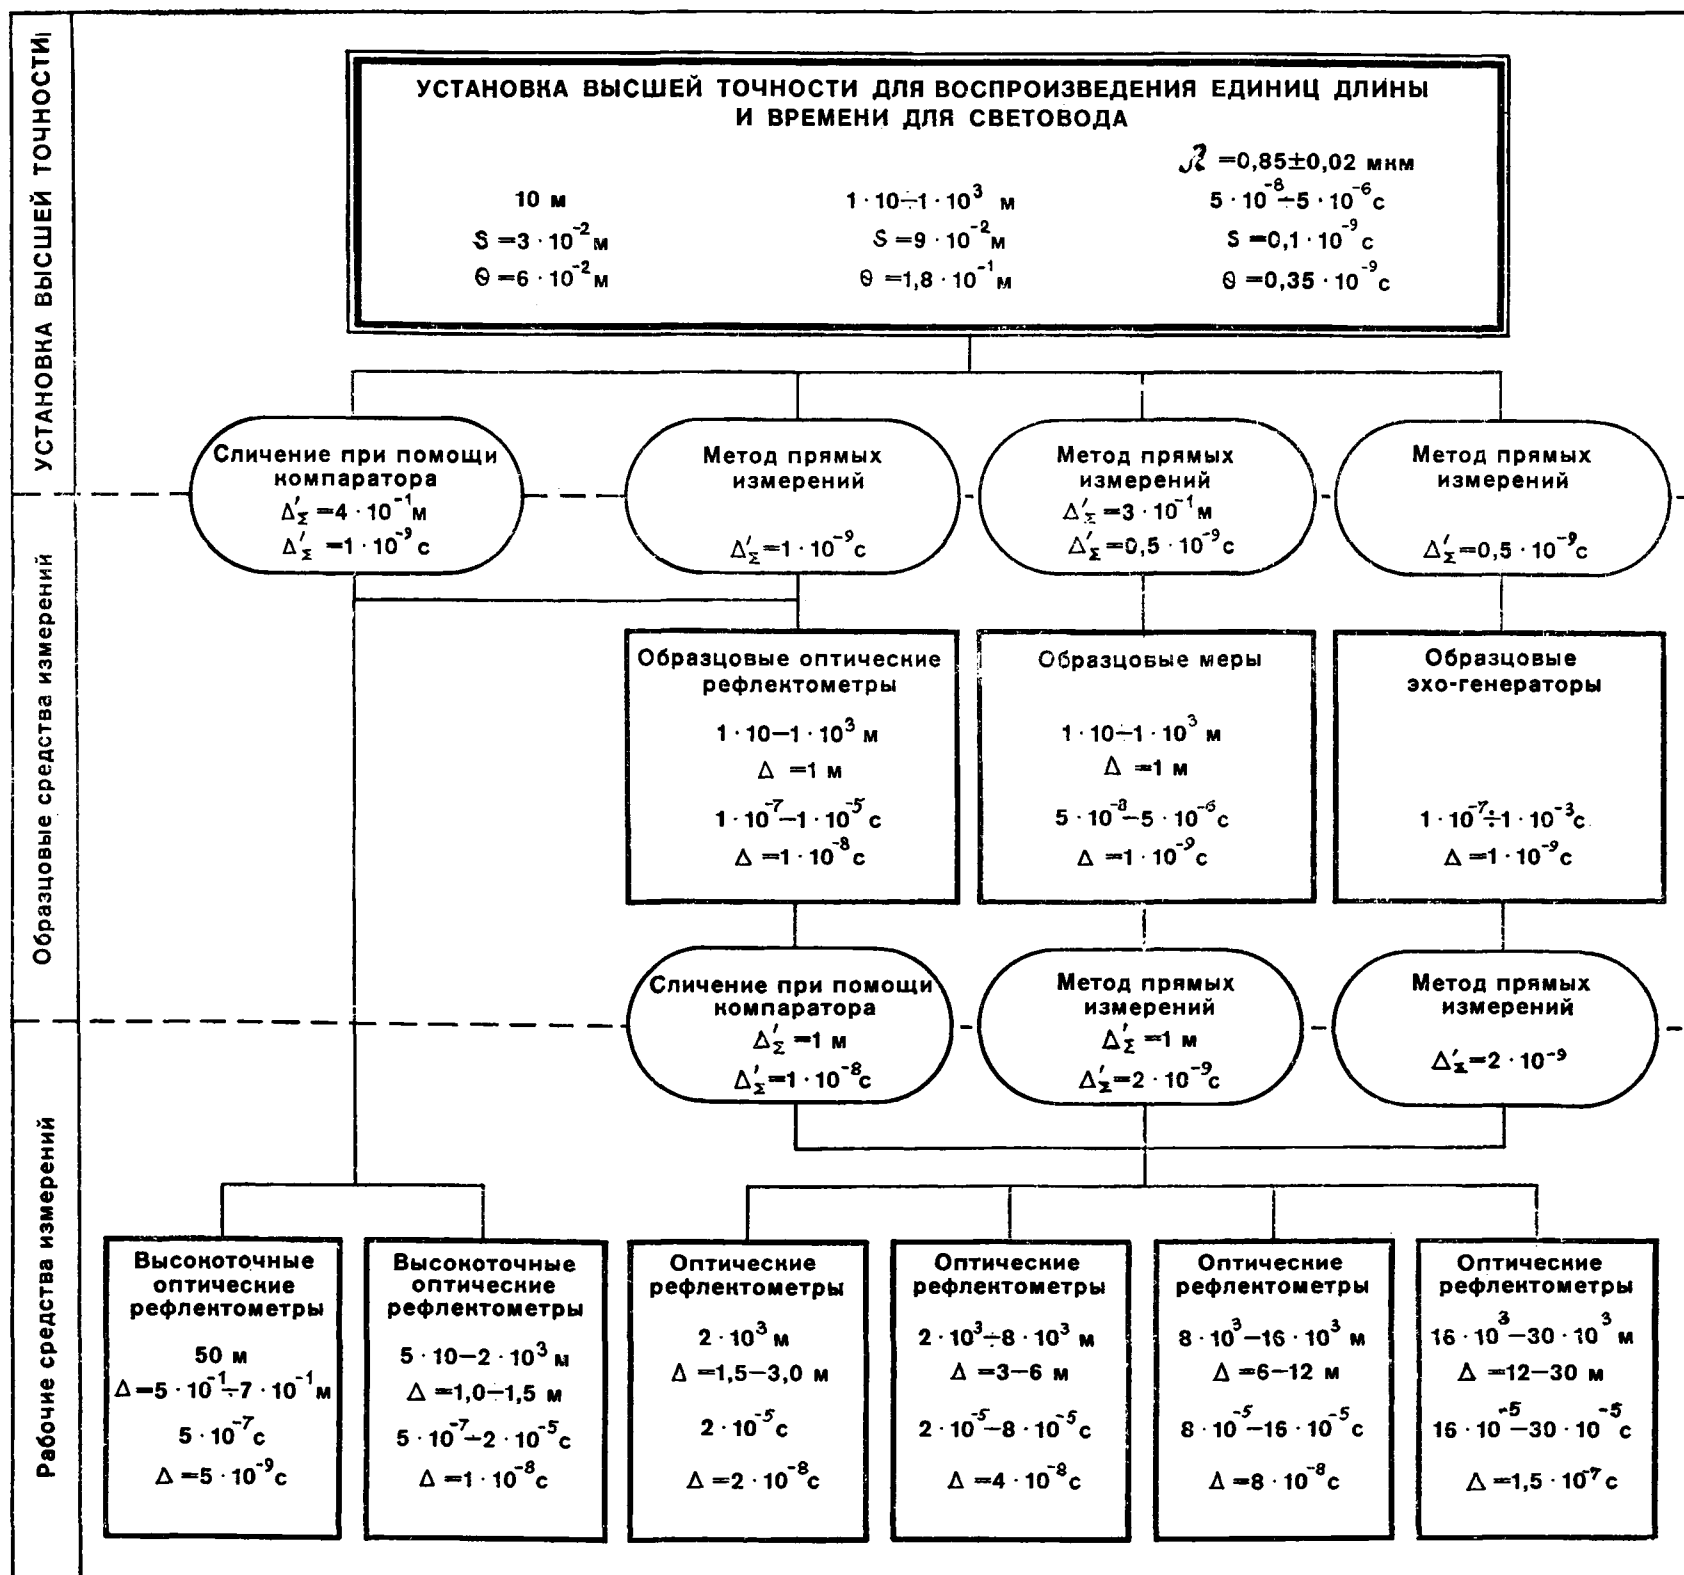 УСТАНОВКА ВЫСШЕЙ ТОЧНОСТИ
УСТАНОВКА ВЫСШЕЙ ТОЧНОСТИ ДЛЯ ВОСПРОИЗВЕДЕНИЯ ЕДИНИЦ ДЛИНЫ
И ВРЕМЕНИ ДЛЯ СВЕТОВОДА
λ =0,85±0,02 мкм
10 м
S =3 · 10⁻² м
θ =6 · 10⁻² м
1 · 10÷1 · 10³ м
S =9 · 10⁻² м
θ =1,8 · 10⁻¹ м
5 · 10⁻⁸÷5 · 10⁻⁶ с
S =0,1 · 10⁻⁹ с
θ =0,35 · 10⁻⁹ с
Сличение при помощи
компаратора
Δ′Σ =4 · 10⁻¹ м
Δ′Σ =1 · 10⁻⁹ с
Метод прямых
измерений
Δ′Σ =1 · 10⁻⁹ с
Метод прямых
измерений
Δ′Σ =3 · 10⁻¹ м
Δ′Σ =0,5 · 10⁻⁹ с
Метод прямых
измерений
Δ′Σ =0,5 · 10⁻⁹ с
Образцовые средства измерений
Образцовые оптические
рефлектометры
1 · 10–1 · 10³ м
Δ =1 м
1 · 10⁻⁷–1 · 10⁻⁵ с
Δ =1 · 10⁻⁸ с
Образцовые меры
1 · 10÷1 · 10³ м
Δ =1 м
5 · 10⁻⁸–5 · 10⁻⁶ с
Δ =1 · 10⁻⁹ с
Образцовые
эхо-генераторы
1 · 10⁻⁷÷1 · 10⁻³ с
Δ =1 · 10⁻⁹ с
Сличение при помощи
компаратора
Δ′Σ =1 м
Δ′Σ =1 · 10⁻⁸ с
Метод прямых
измерений
Δ′Σ =1 м
Δ′Σ =2 · 10⁻⁹ с
Метод прямых
измерений
Δ′Σ =2 · 10⁻⁹
Рабочие средства измерений
Высокоточные
оптические
рефлектометры
50 м
Δ=5 · 10⁻¹÷7 · 10⁻¹ м
5 · 10⁻⁷ с
Δ =5 · 10⁻⁹ с
Высокоточные
оптические
рефлектометры
5 · 10–2 · 10³ м
Δ =1,0–1,5 м
5 · 10⁻⁷÷2 · 10⁻⁵ с
Δ =1 · 10⁻⁸ с
Оптические
рефлектометры
2 · 10³ м
Δ =1,5–3,0 м
2 · 10⁻⁵ с
Δ =2 · 10⁻⁸ с
Оптические
рефлектометры
2 · 10³÷8 · 10³ м
Δ =3–6 м
2 · 10⁻⁵–8 · 10⁻⁵ с
Δ =4 · 10⁻⁸ с
Оптические
рефлектометры
8 · 10³–16 · 10³ м
Δ =6–12 м
8 · 10⁻⁵–16 · 10⁻⁵ с
Δ =8 · 10⁻⁸ с
Оптические
рефлектометры
16 · 10³–30 · 10³ м
Δ =12–30 м
16 · 10⁻⁵–30 · 10⁻⁵ с
Δ =1,5 · 10⁻⁷ с